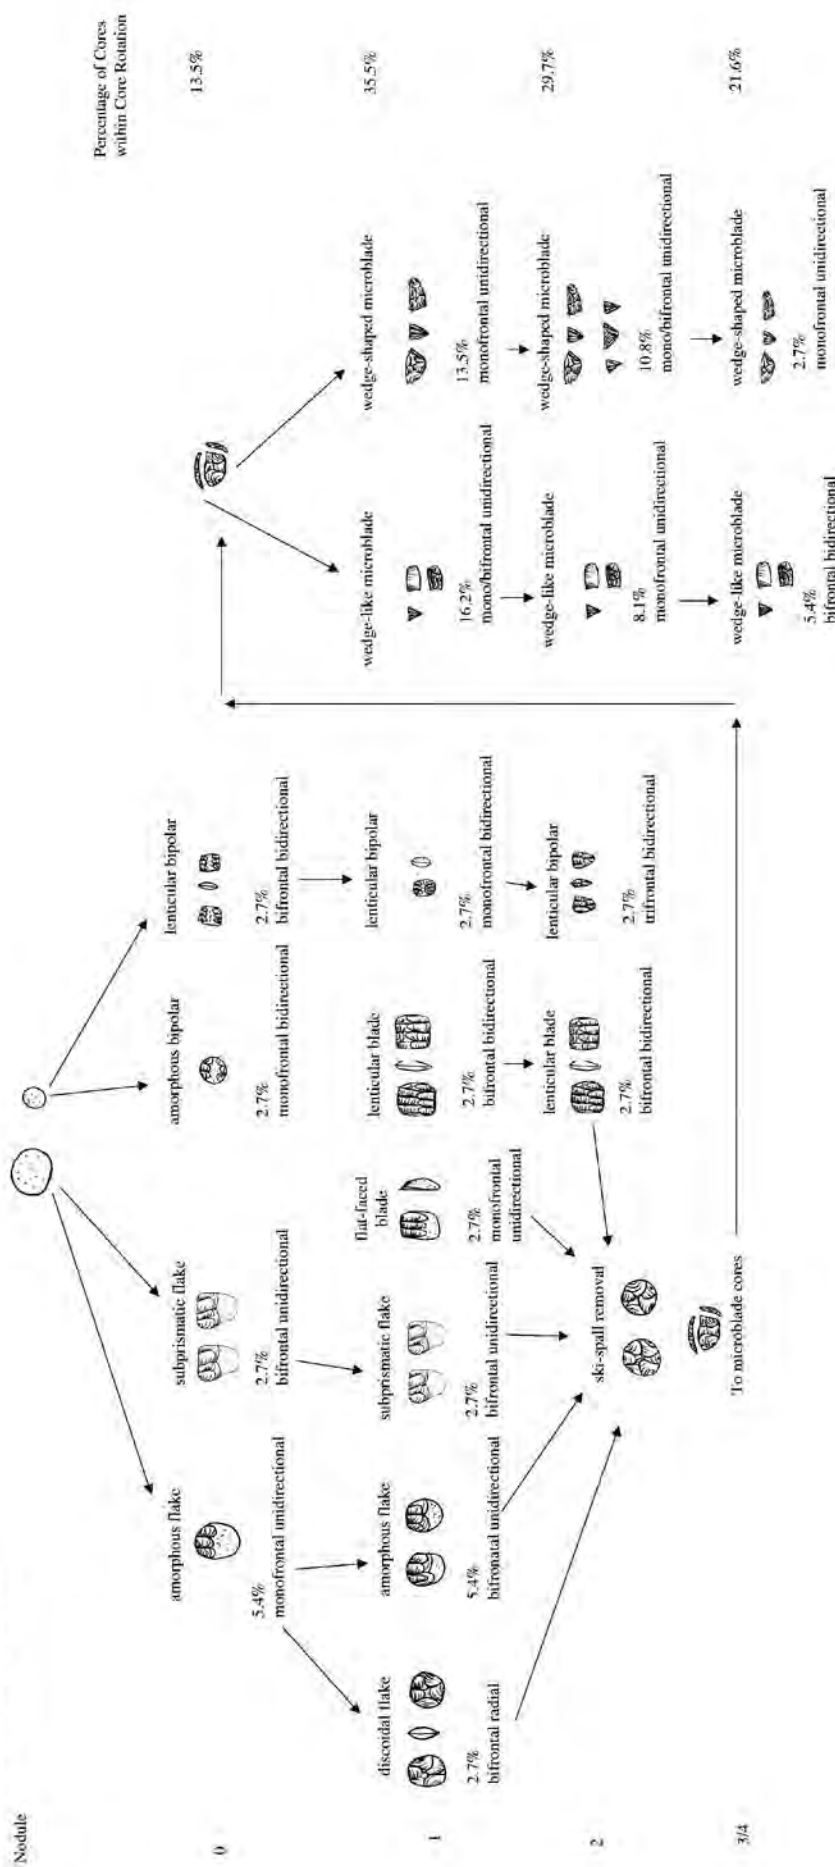 Nodule
Percentage of Cores
within Core Rotation
0
amorphous flake
5.4%
monofrontal unidirectional
subprismatic flake
2.7%
bifrontal unidirectional
amorphous bipolar
2.7%
monofrontal bidirectional
lenticular bipolar
2.7%
bifrontal bidirectional
13.5%
1
discoidal flake
2.7%
bifrontal radial
amorphous flake
5.4%
bifronatal unidirectional
subprismatic flake
2.7%
bifrontal unidirectional
flat-faced
blade
2.7%
monofrontal
unidirectional
lenticular blade
2.7%
bifrontal bidirectional
lenticular bipolar
2.7%
monofrontal bidirectional
wedge-like microblade
16.2%
mono/bifrontal unidirectional
wedge-shaped microblade
13.5%
monofrontal unidirectional
35.5%
2
ski-spall removal
lenticular blade
2.7%
bifrontal bidirectional
lenticular bipolar
2.7%
trifrontal bidirectional
wedge-like microblade
8.1%
monofrontal unidirectional
wedge-shaped microblade
10.8%
mono/bifrontal unidirectional
29.7%
3/4
To microblade cores
wedge-like microblade
5.4%
bifrontal bidirectional
wedge-shaped microblade
2.7%
monofrontal unidirectional
21.6%